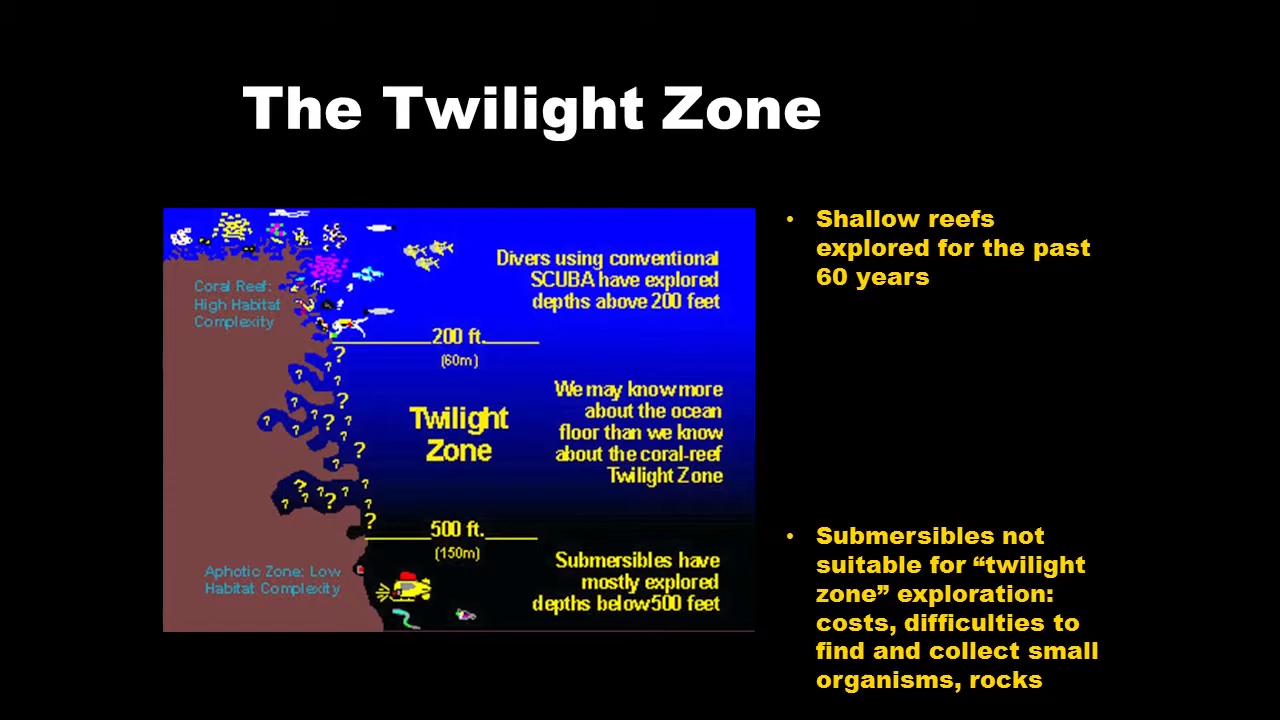 The Twilight Zone
Coral Reef:
High Habitat
Complexity
Divers using conventional
SCUBA have explored
depths above 200 feet
200 ft.
(60m)
? ? ? ? ? ? ? ? ? ? ? ? ? ? ? ? ? ? ? ? ? ? ?
Twilight
Zone
We may know more
about the ocean
floor than we know
about the coral-reef
Twilight Zone
500 ft.
(150m)
Aphotic Zone: Low
Habitat Complexity
Submersibles have
mostly explored
depths below 500 feet
• Shallow reefs
explored for the past
60 years
• Submersibles not
suitable for “twilight
zone” exploration:
costs, difficulties to
find and collect small
organisms, rocks